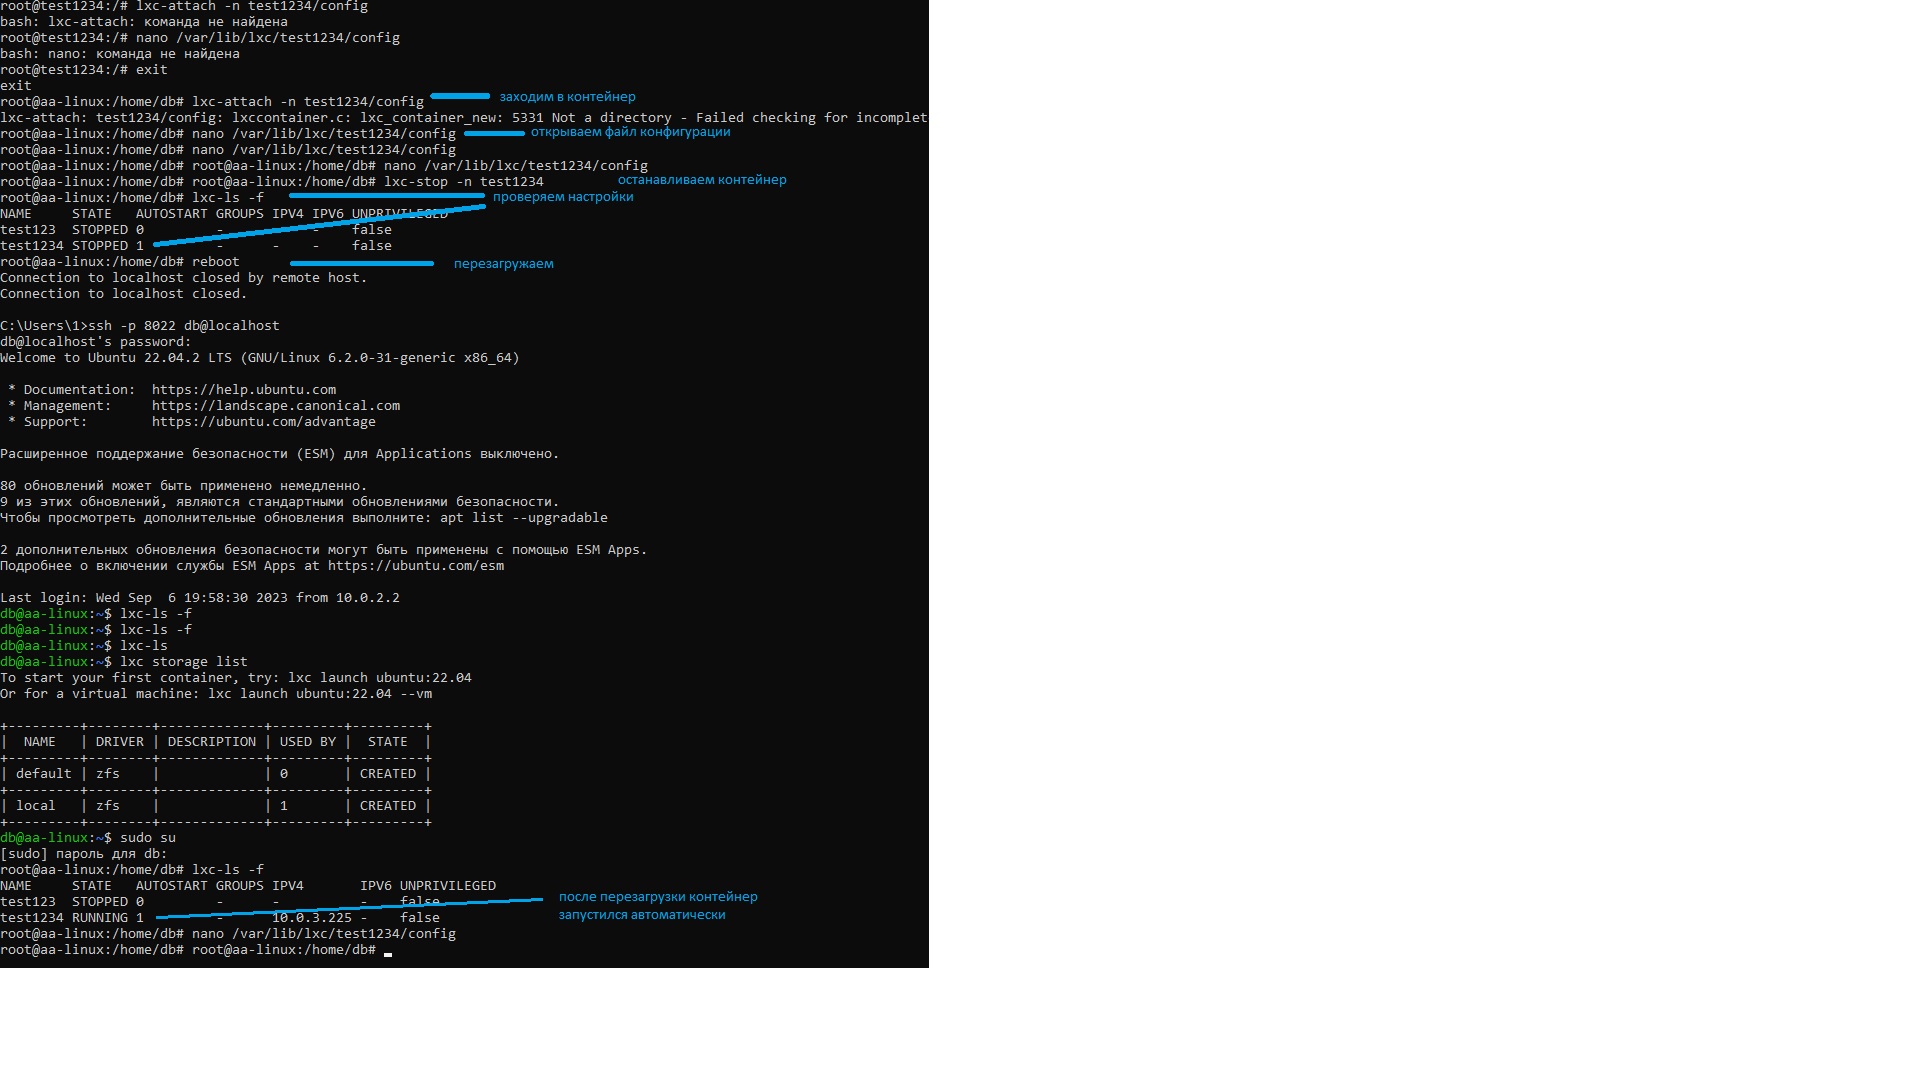 root@test1234:/# lxc-attach -n test1234/config
bash: lxc-attach: команда не найдена
root@test1234:/# nano /var/lib/lxc/test1234/config
bash: nano: команда не найдена
root@test1234:/# exit
exit
root@aa-linux:/home/db# lxc-attach -n test1234/config заходим в контейнер
lxc-attach: test1234/config: lxccontainer.c: lxc_container_new: 5331 Not a directory - Failed checking for incomplet
root@aa-linux:/home/db# nano /var/lib/lxc/test1234/config открываем файл конфигурации
root@aa-linux:/home/db# nano /var/lib/lxc/test1234/config
root@aa-linux:/home/db# root@aa-linux:/home/db# nano /var/lib/lxc/test1234/config
root@aa-linux:/home/db# root@aa-linux:/home/db# lxc-stop -n test1234 останавливаем контейнер
root@aa-linux:/home/db# lxc-ls -f проверяем настройки
NAME     STATE   AUTOSTART GROUPS IPV4 IPV6 UNPRIVILEGED
test123  STOPPED 0         -           -    false
test1234 STOPPED 1         -      -    -    false
root@aa-linux:/home/db# reboot перезагружаем
Connection to localhost closed by remote host.
Connection to localhost closed.
C:\Users\1>ssh -p 8022 db@localhost
db@localhost's password:
Welcome to Ubuntu 22.04.2 LTS (GNU/Linux 6.2.0-31-generic x86_64)
 * Documentation:  https://help.ubuntu.com
 * Management:     https://landscape.canonical.com
 * Support:        https://ubuntu.com/advantage
Расширенное поддержание безопасности (ESM) для Applications выключено.
80 обновлений может быть применено немедленно.
9 из этих обновлений, являются стандартными обновлениями безопасности.
Чтобы просмотреть дополнительные обновления выполните: apt list --upgradable
2 дополнительных обновления безопасности могут быть применены с помощью ESM Apps.
Подробнее о включении службы ESM Apps at https://ubuntu.com/esm
Last login: Wed Sep  6 19:58:30 2023 from 10.0.2.2
db@aa-linux:~$ lxc-ls -f
db@aa-linux:~$ lxc-ls -f
db@aa-linux:~$ lxc-ls
db@aa-linux:~$ lxc storage list
To start your first container, try: lxc launch ubuntu:22.04
Or for a virtual machine: lxc launch ubuntu:22.04 --vm
+---------+--------+-------------+---------+---------+
|  NAME   | DRIVER | DESCRIPTION | USED BY |  STATE  |
+---------+--------+-------------+---------+---------+
| default | zfs    |             | 0       | CREATED |
+---------+--------+-------------+---------+---------+
| local   | zfs    |             | 1       | CREATED |
+---------+--------+-------------+---------+---------+
db@aa-linux:~$ sudo su
[sudo] пароль для db:
root@aa-linux:/home/db# lxc-ls -f
NAME     STATE   AUTOSTART GROUPS IPV4       IPV6 UNPRIVILEGED
test123  STOPPED 0         -      -          -    false после перезагрузки контейнер
test1234 RUNNING 1         -      10.0.3.225 -    false запустился автоматически
root@aa-linux:/home/db# nano /var/lib/lxc/test1234/config
root@aa-linux:/home/db# root@aa-linux:/home/db#